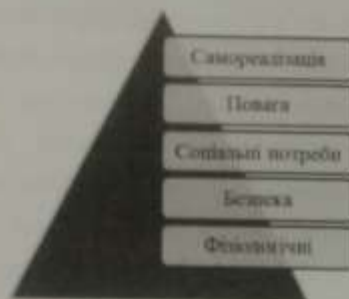 Самореалізація
Повага
Соціальні потреби
Безпека
Фізіологічні